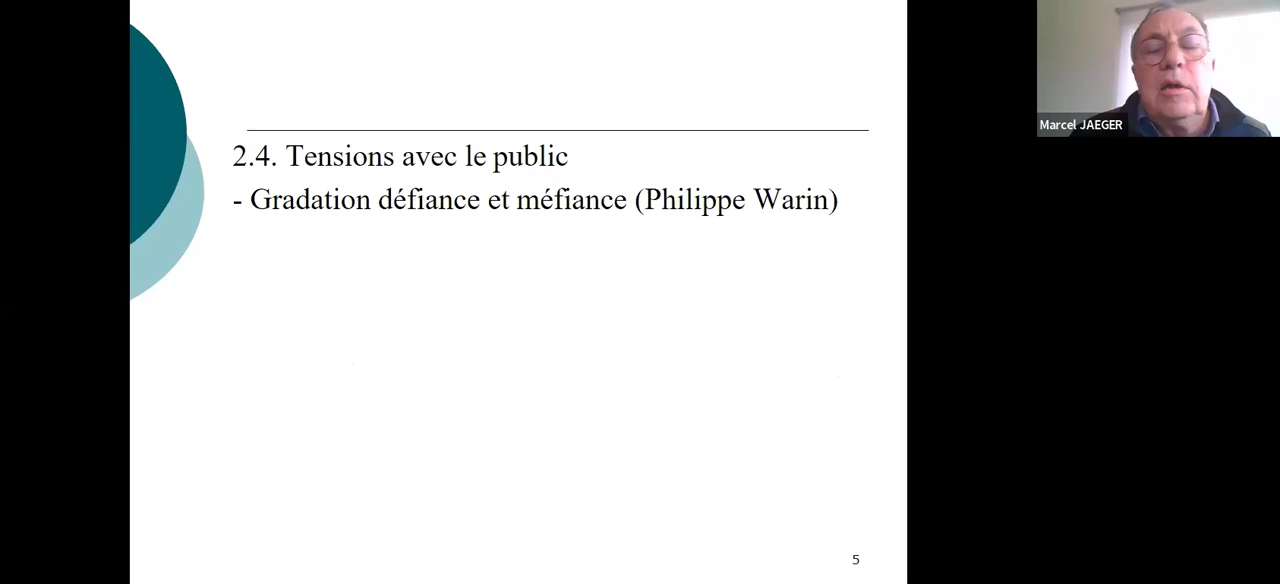 2.4. Tensions avec le public
- Gradation défiance et méfiance (Philippe Warin)
5
Marcel JAEGER